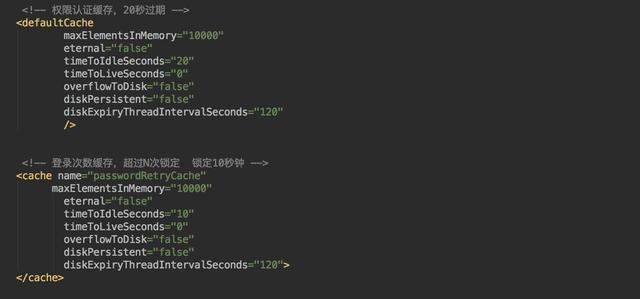 <!-- 权限认证缓存，20秒过期 -->
<defaultCache
maxElementsInMemory="10000"
eternal="false"
timeToIdleSeconds="20"
timeToLiveSeconds="0"
overflowToDisk="false"
diskPersistent="false"
diskExpiryThreadIntervalSeconds="120"
/>
<!-- 登录次数缓存，超过N次锁定 锁定10秒钟 -->
<cache name="passwordRetryCache"
maxElementsInMemory="10000"
eternal="false"
timeToIdleSeconds="10"
timeToLiveSeconds="0"
overflowToDisk="false"
diskPersistent="false"
diskExpiryThreadIntervalSeconds="120">
</cache>